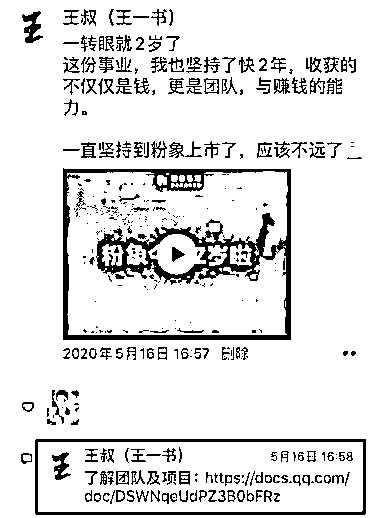 王叔（王一书）
一转眼就2岁了
这份事业，我也坚持了快2年，收获的
不仅仅是钱，更是团队，与赚钱的能
力。
一直坚持到粉象上市了，应该不远了
粉象
2岁啦
2020年5月16日 16:57 删除
王叔（王一书）
5月16日 16:58
了解团队及项目：https://docs.qq.com/
doc/DSWNqeUdPZ3B0bFRz